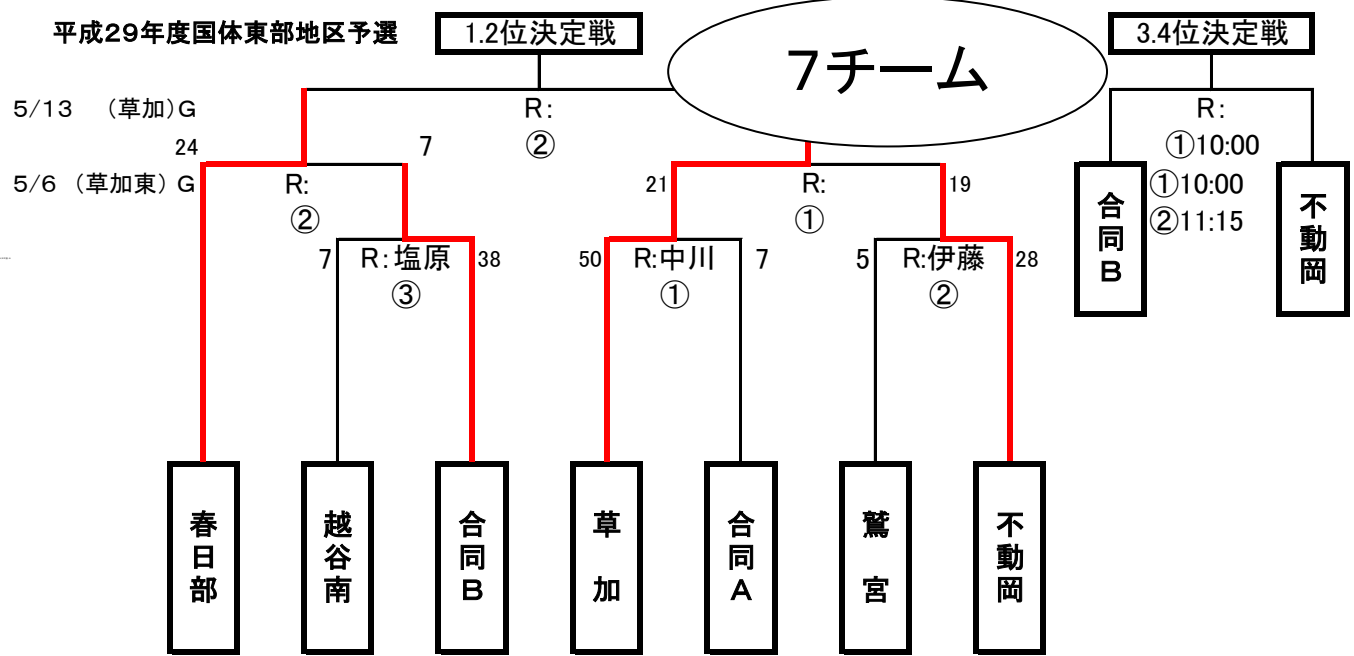 平成29年度国体東部地区予選
1.2位決定戦
7チーム
3.4位決定戦
5/13 (草加)G
R:
②
R:
①10:00
24
7
5/6 (草加東)G
R:
②
21
R:
①
19
①10:00
②11:15
合同B
不動岡
7
R:塩原
38
③
50
R:中川
7
①
5
R:伊藤
28
②
春日部
越谷南
合同B
草加
合同A
鷲宮
不動岡